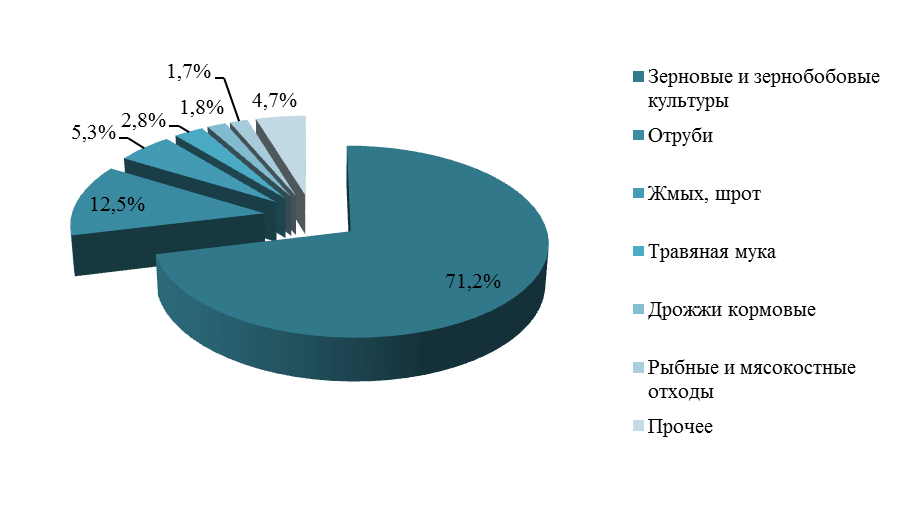 1,7%
4,7%
1,8%
2,8%
5,3%
12,5%
71,2%
Зерновые и зернобобовые
культуры
Отруби
Жмых, шрот
Травяная мука
Дрожжи кормовые
Рыбные и мясокостные
отходы
Прочее